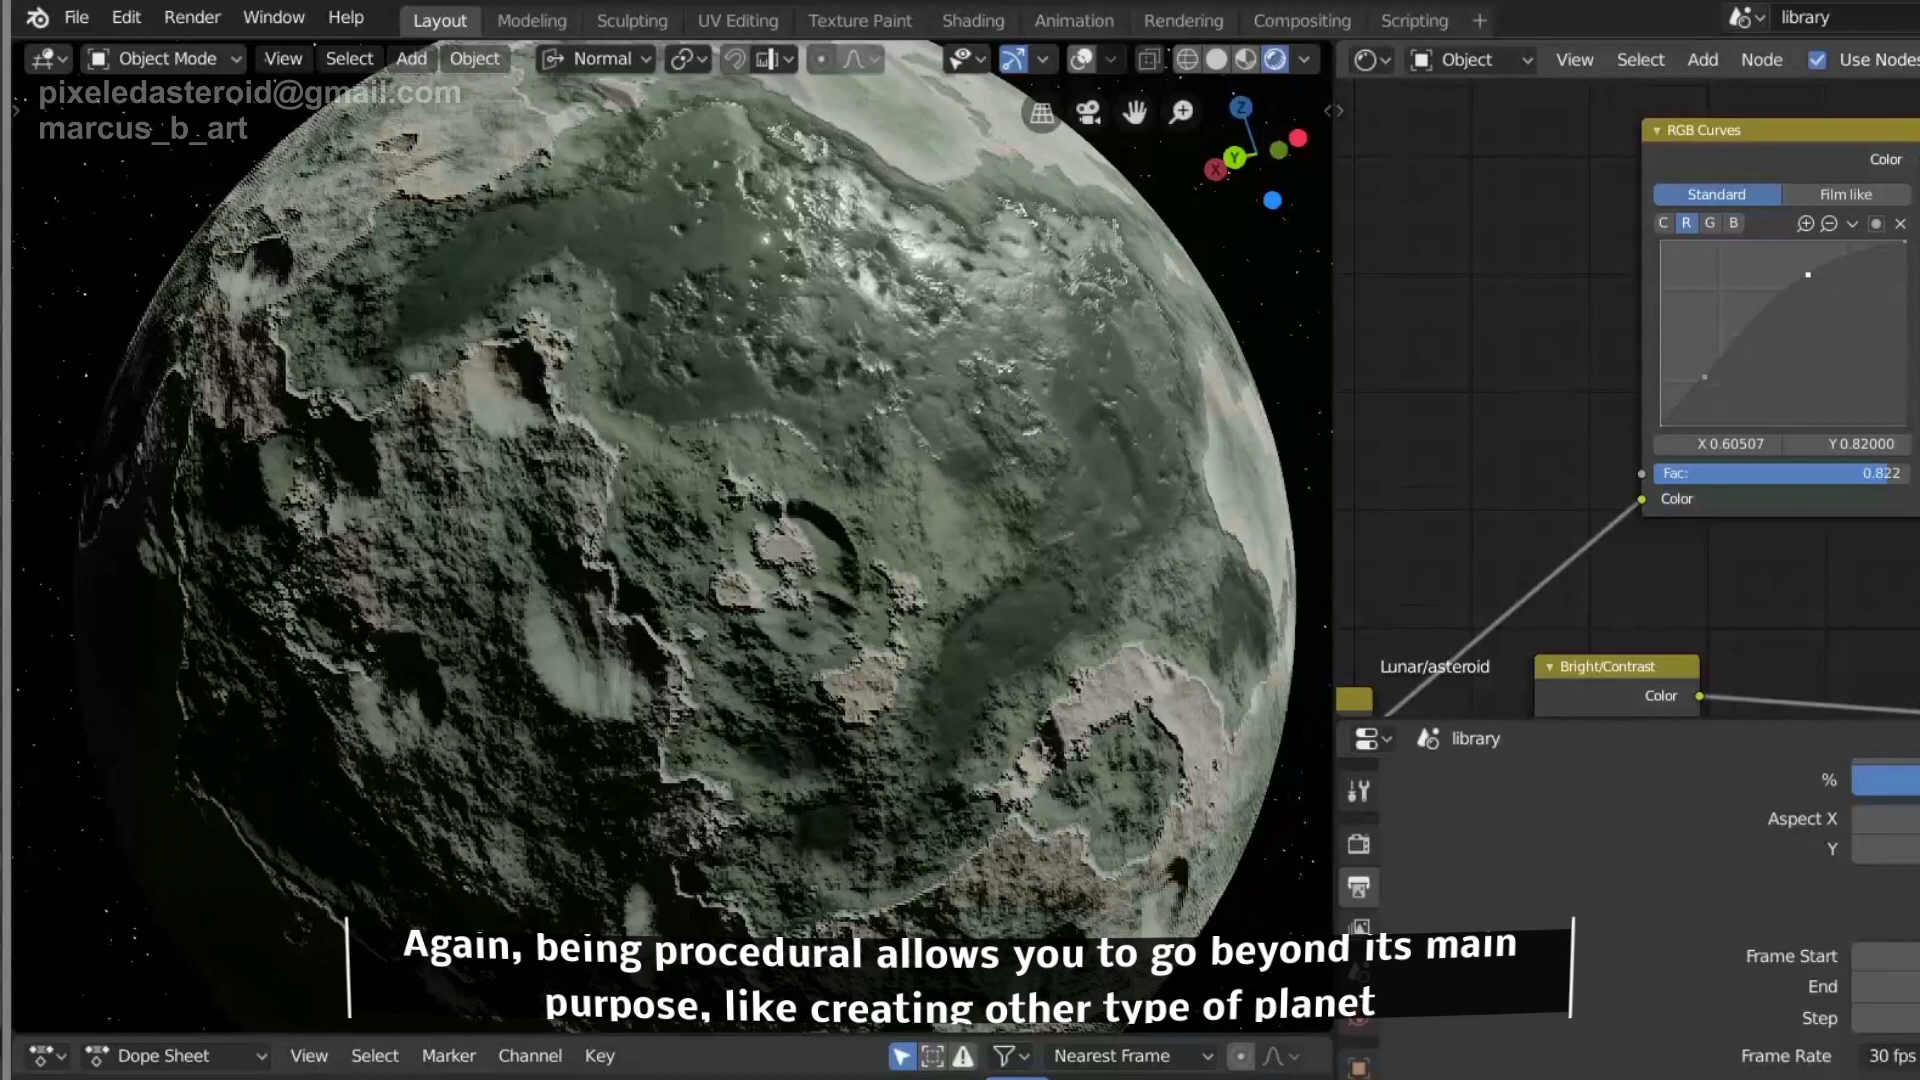 File Edit Render Window Help Layout Modeling Sculpting UV Editing Texture Paint Shading Animation Rendering Compositing Scripting + library
Object Mode View Select Add Object Normal
Object View Select Add Node Use Nodes
pixeledasteroid@gmail.com
marcus_b_art
Z
Y
X
RGB Curves
Color
Standard Film like
C R G B
X 0.60507 Y 0.82000
Fac: 0.822
Color
Lunar/asteroid
Bright/Contrast
Color
library
%
Aspect X
Y
Frame Start
End
Step
Frame Rate 30 fps
Again, being procedural allows you to go beyond its main
purpose, like creating other type of planet
Dope Sheet View Select Marker Channel Key Nearest Frame